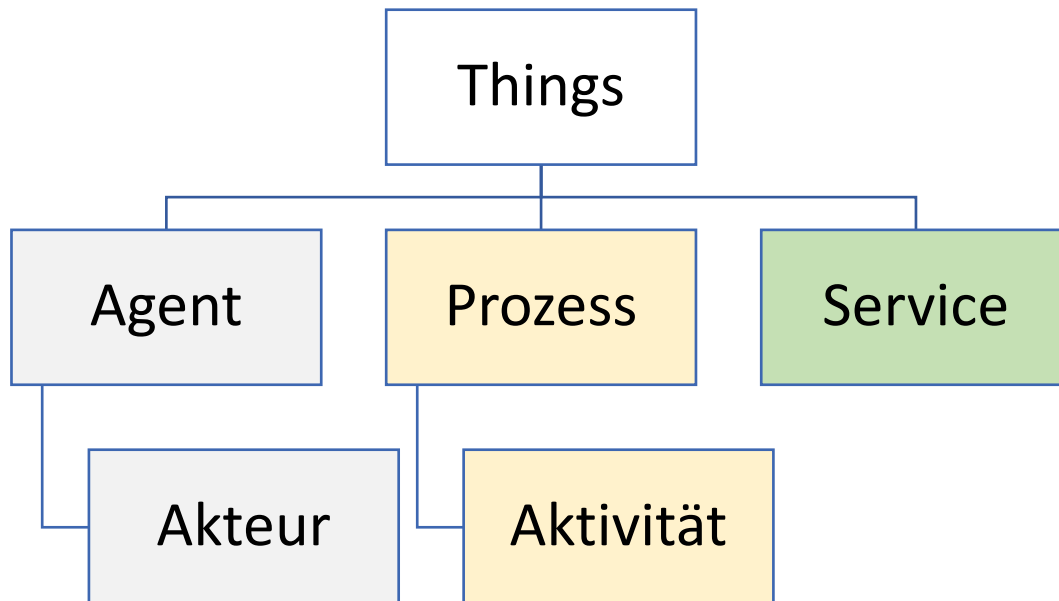 Things
Agent
Prozess
Service
Akteur
Aktivität